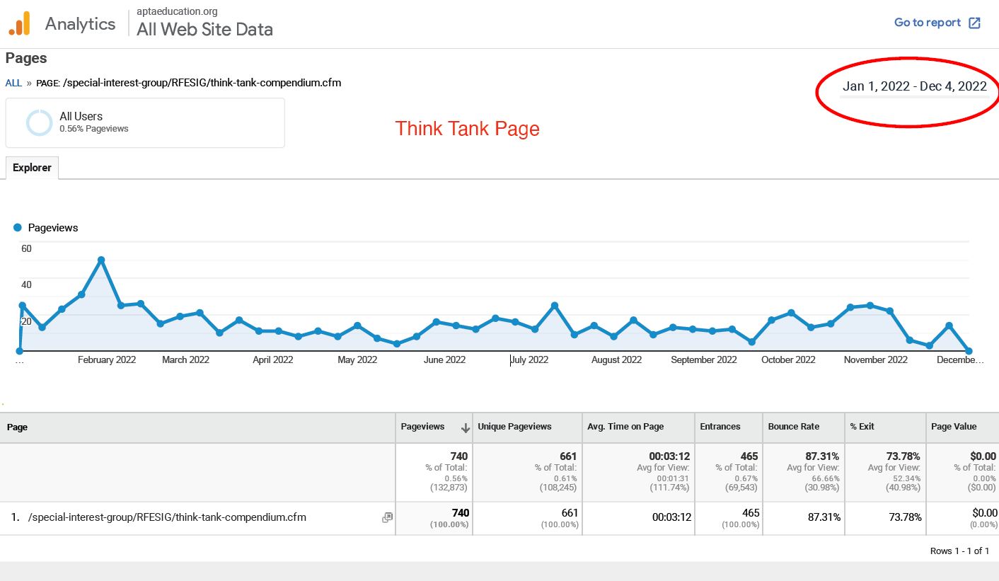 aptaeducation.org
Analytics
All Web Site Data
Go to report
Pages
ALL » PAGE: /special-interest-group/RFESIG/think-tank-compendium.cfm
Jan 1, 2022 - Dec 4, 2022
All Users
0.56% Pageviews
Think Tank Page
Explorer
Pageviews
60
40
20
... February 2022 March 2022 April 2022 May 2022 June 2022 July 2022 August 2022 September 2022 October 2022 November 2022 Decembe...
Page Pageviews Unique Pageviews Avg. Time on Page Entrances Bounce Rate % Exit Page Value
740 661 00:03:12 465 87.31% 73.78% $0.00
% of Total: % of Total: Avg for View: % of Total: Avg for View: Avg for View: % of Total:
0.56% 0.61% 00:01:31 0.67% 66.66% 52.34% 0.00%
(132,873) (108,245) (111.74%) (69,543) (30.98%) (40.98%) ($0.00)
1. /special-interest-group/RFESIG/think-tank-compendium.cfm 740 661 00:03:12 465 87.31% 73.78% $0.00
(100.00%) (100.00%) (100.00%) (0.00%)
Rows 1 - 1 of 1